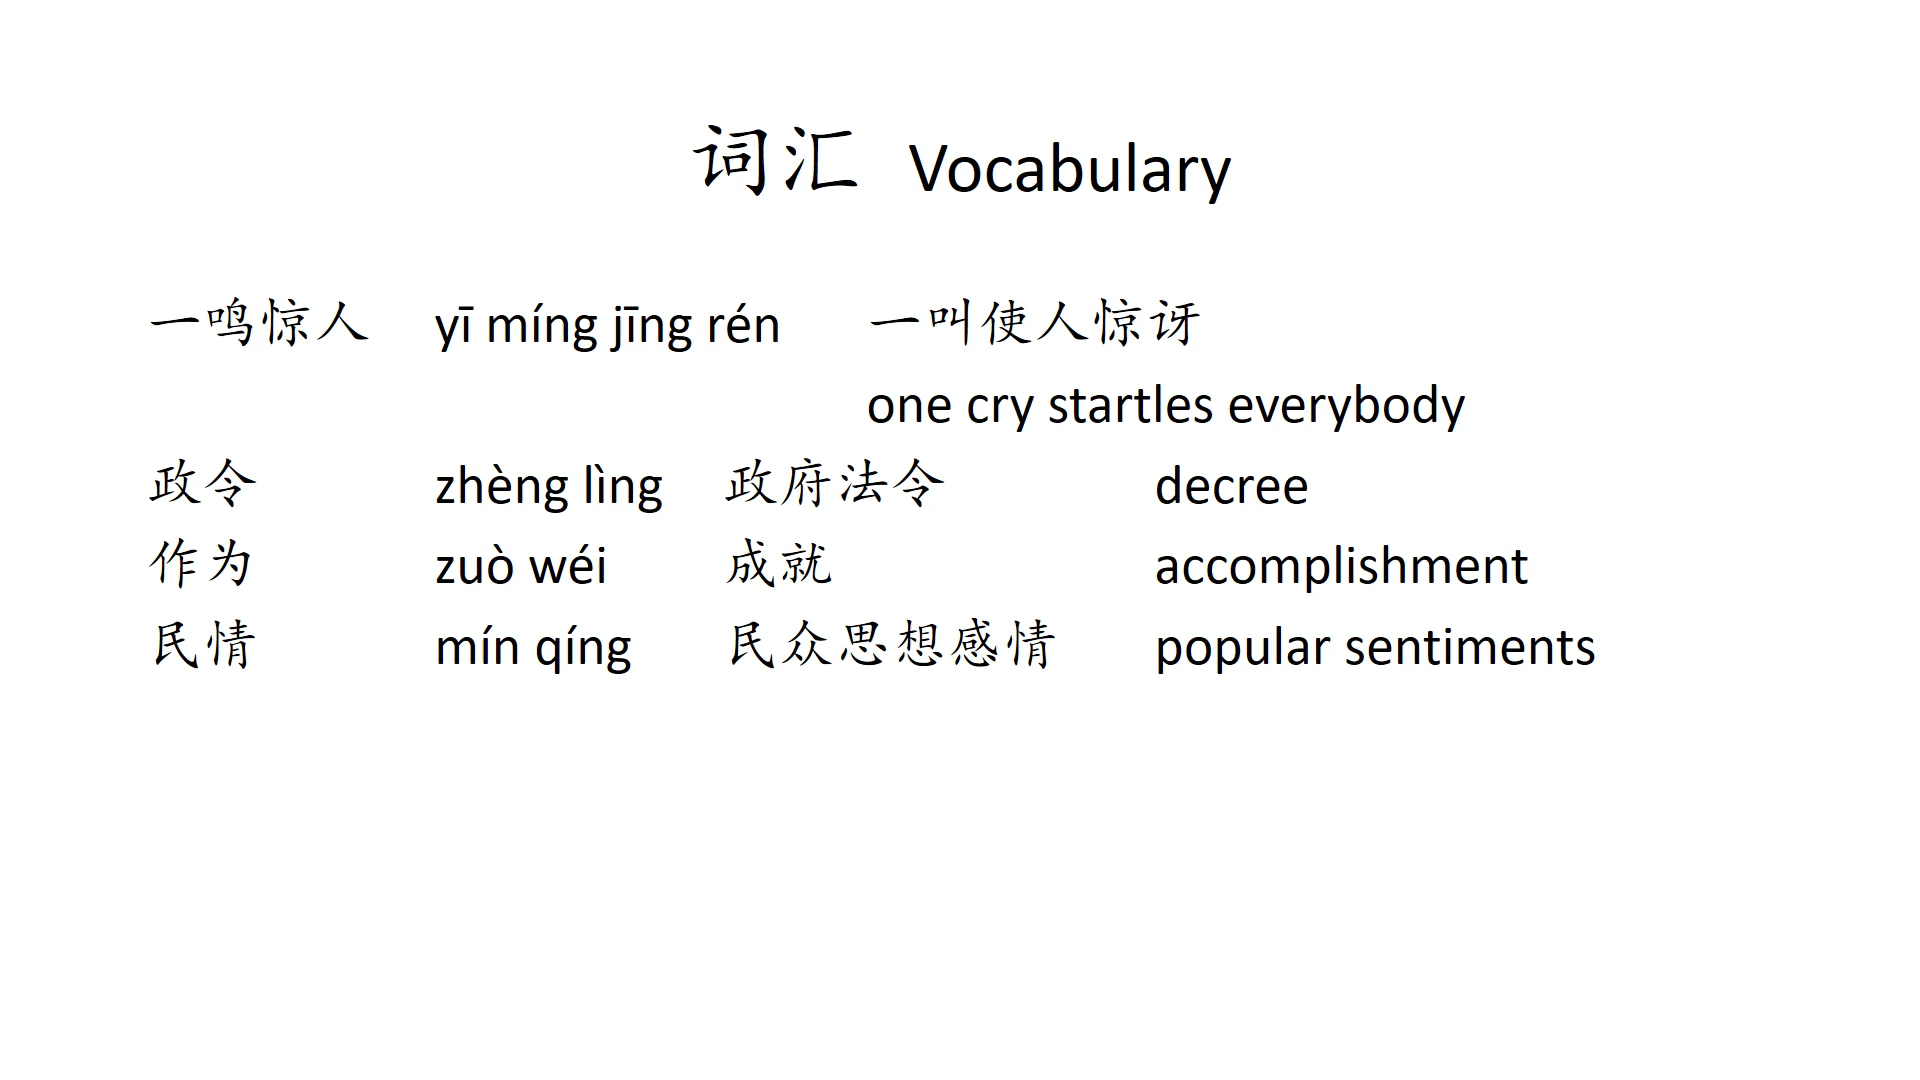 词汇 Vocabulary
一鸣惊人 yī míng jīng rén 一叫使人惊讶
one cry startles everybody
政令 zhèng lìng 政府法令 decree
作为 zuò wéi 成就 accomplishment
民情 mín qíng 民众思想感情 popular sentiments